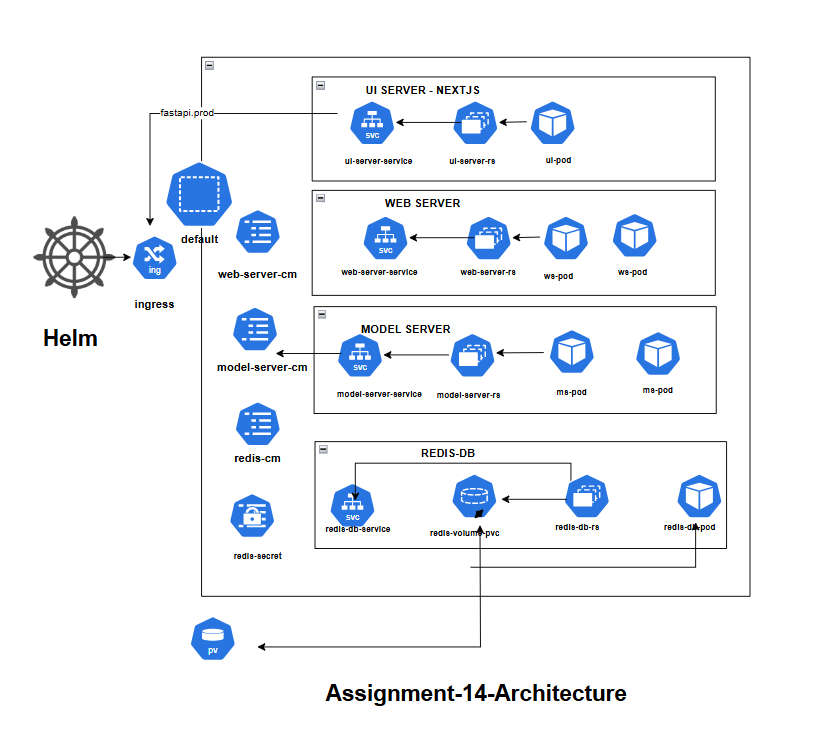 UI SERVER - NEXTJS
fastapi.prod
svc
ui-server-service
ui-server-rs
ui-pod
WEB SERVER
default
svc
web-server-service
web-server-rs
ws-pod
ws-pod
web-server-cm
ing
ingress
Helm
MODEL SERVER
svc
model-server-cm
model-server-service
model-server-rs
ms-pod
ms-pod
REDIS-DB
redis-cm
svc
redis-db-service
redis-volume-pvc
redis-db-rs
redis-db-pod
redis-secret
pv
Assignment-14-Architecture